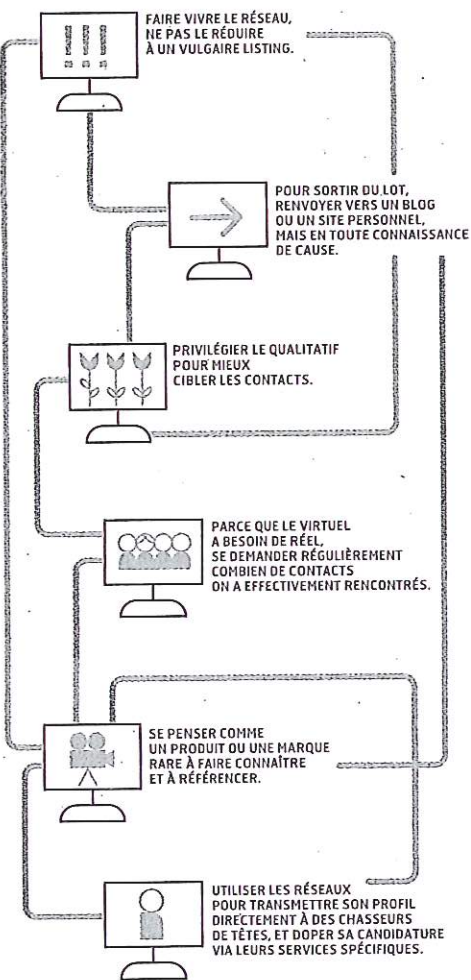 FAIRE VIVRE LE RÉSEAU,
NE PAS LE RÉDUIRE
À UN VULGAIRE LISTING.
POUR SORTIR DU LOT,
RENVOYER VERS UN BLOG
OU UN SITE PERSONNEL,
MAIS EN TOUTE CONNAISSANCE
DE CAUSE.
PRIVILÉGIER LE QUALITATIF
POUR MIEUX
CIBLER LES CONTACTS.
PARCE QUE LE VIRTUEL
A BESOIN DE RÉEL,
SE DEMANDER RÉGULIÈREMENT
COMBIEN DE CONTACTS
ON A EFFECTIVEMENT RENCONTRÉS.
SE PENSER COMME
UN PRODUIT OU UNE MARQUE
RARE À FAIRE CONNAÎTRE
ET À RÉFÉRENCER.
UTILISER LES RÉSEAUX
POUR TRANSMETTRE SON PROFIL
DIRECTEMENT À DES CHASSEURS
DE TÊTES, ET DOPER SA CANDIDATURE
VIA LEURS SERVICES SPÉCIFIQUES.